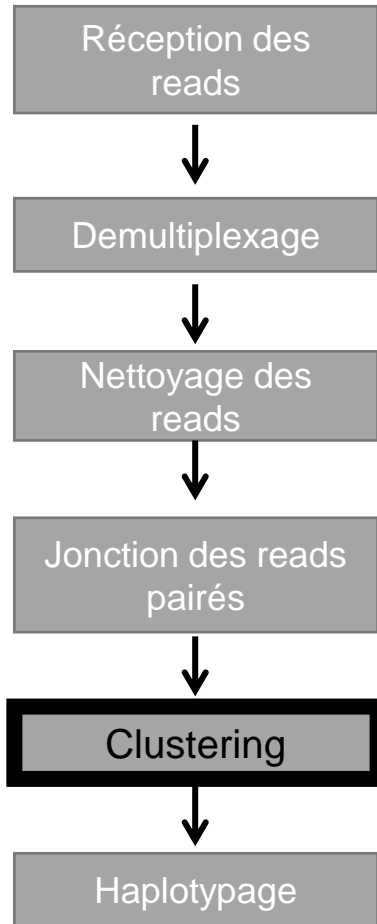 Réception des
reads
Demultiplexage
Nettoyage des
reads
Jonction des reads
pairés
Clustering
Haplotypage